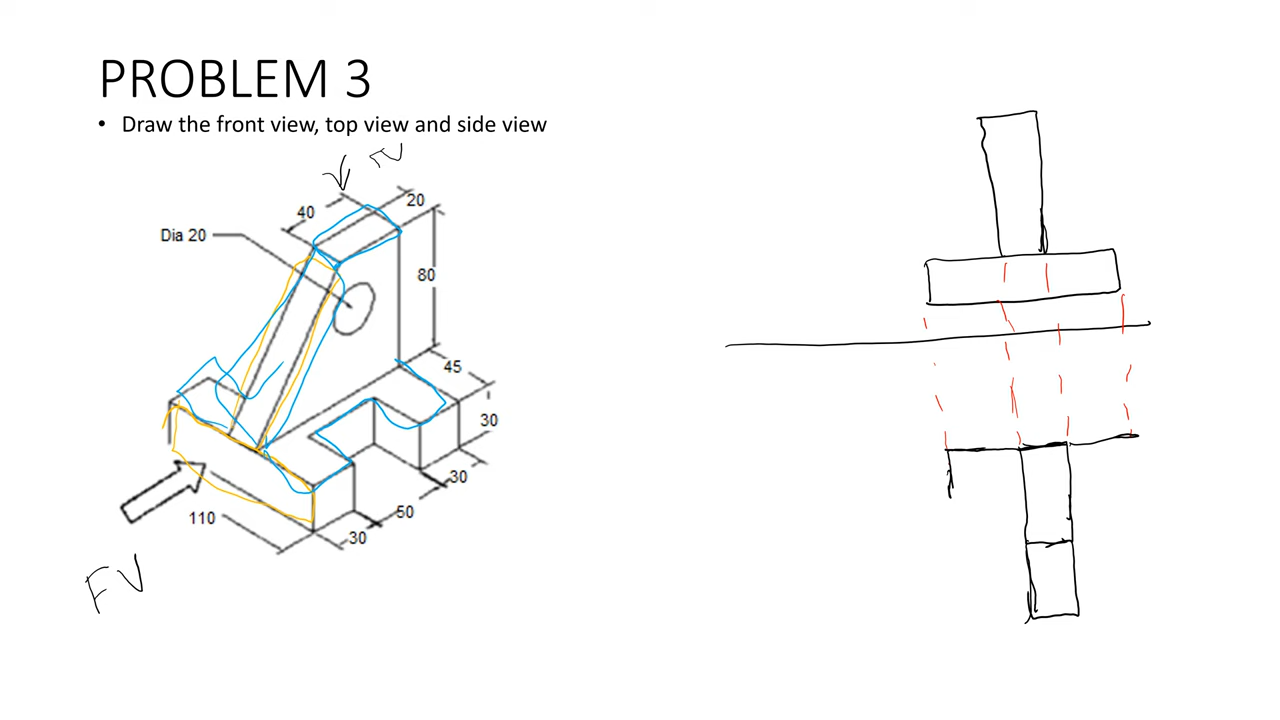 PROBLEM 3
• Draw the front view, top view and side view
TV
40
20
Dia 20
80
45
30
30
50
110
30
FV